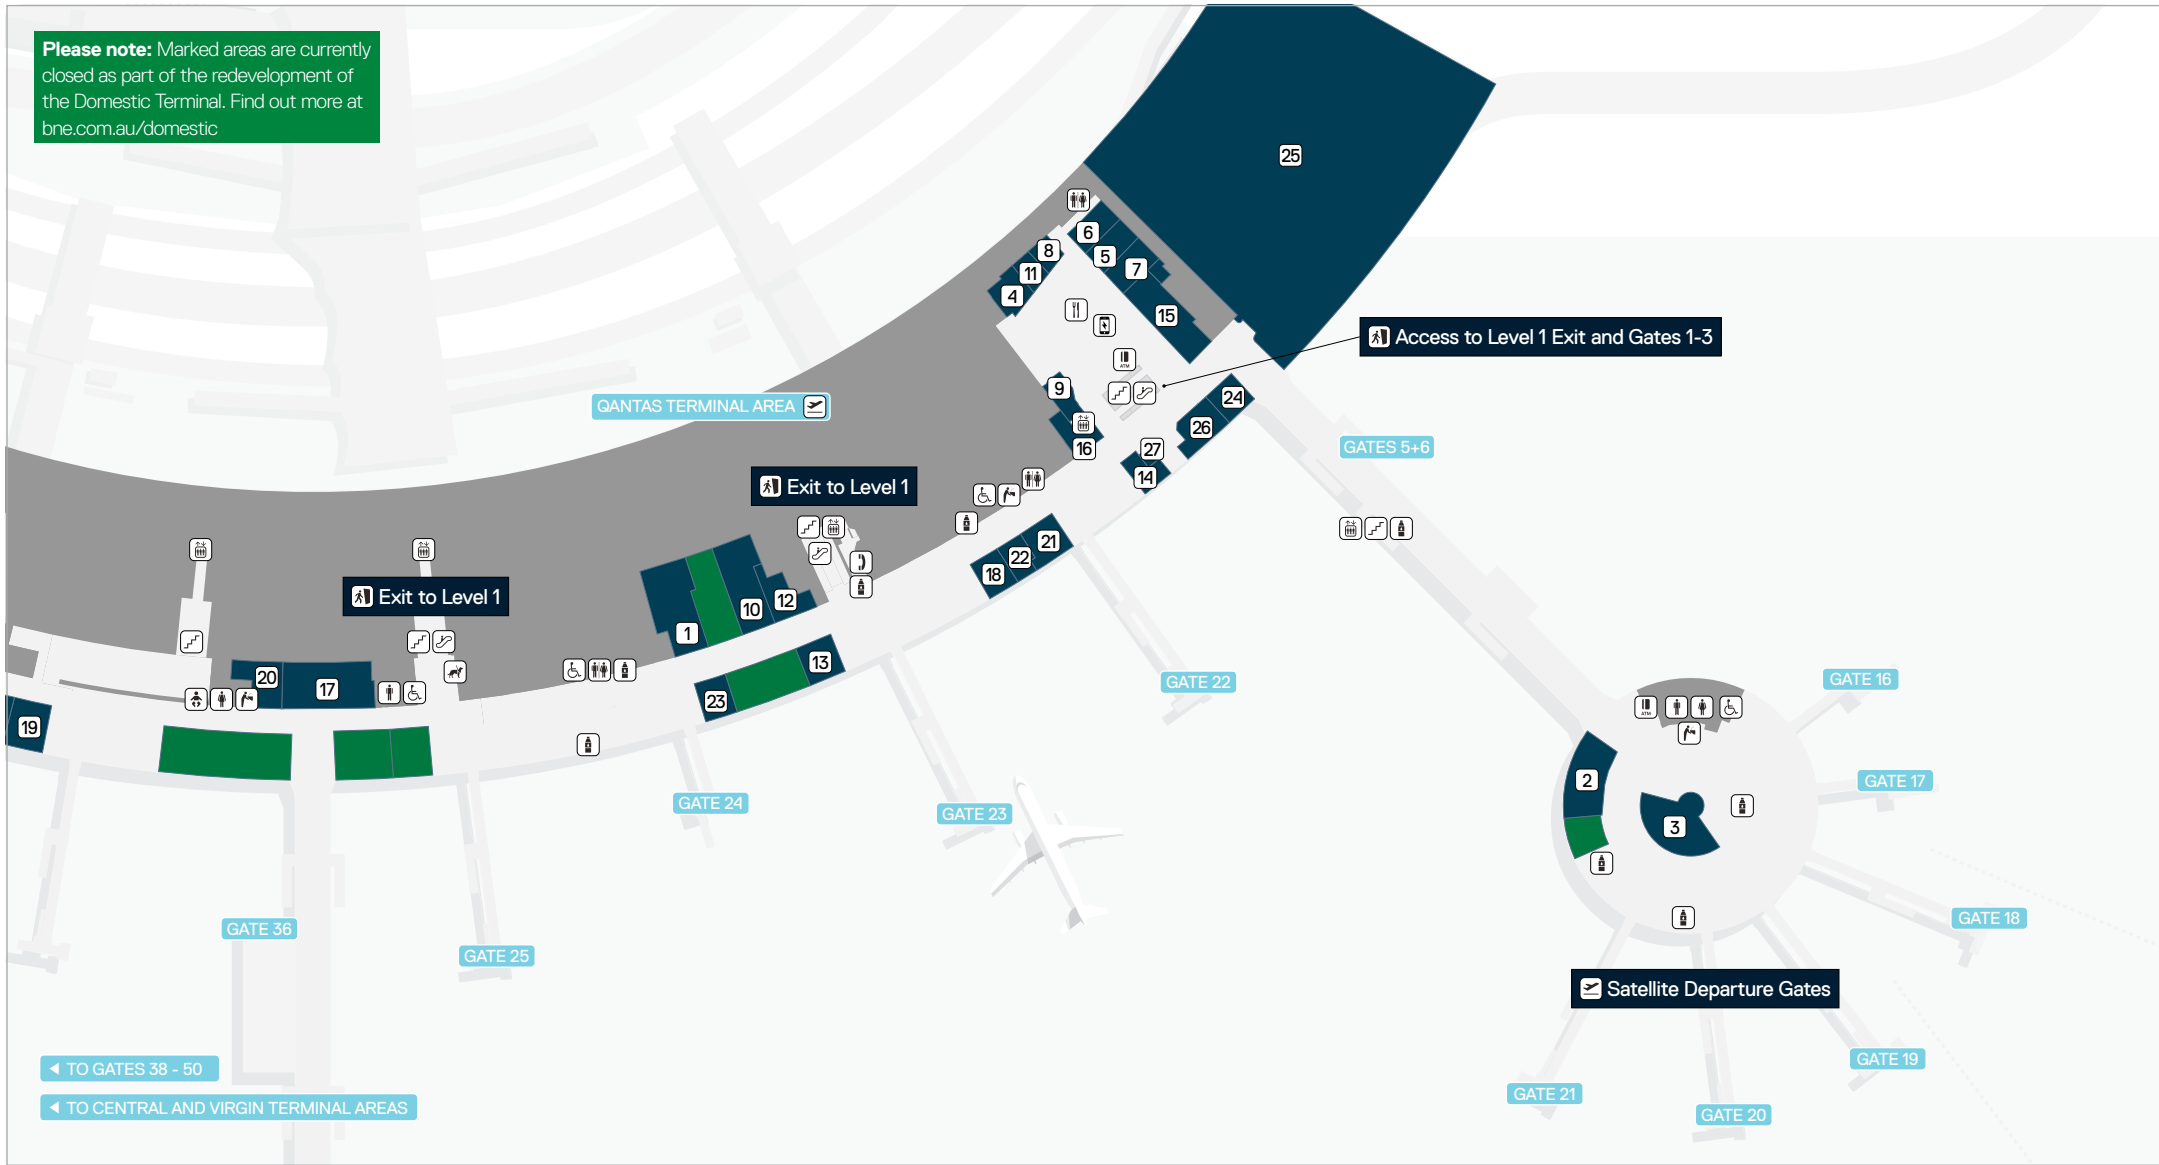 Please note: Marked areas are currently
closed as part of the redevelopment of
the Domestic Terminal. Find out more at
bne.com.au/domestic
25
6
8
5
7
11
4
15
Access to Level 1 Exit and Gates 1-3
ATM
9
24
QANTAS TERMINAL AREA
26
GATES 5+6
16
27
14
Exit to Level 1
21
22
18
Exit to Level 1
10
12
1
13
20
17
23
19
GATE 22
GATE 16
ATM
2
GATE 17
3
GATE 24
GATE 23
GATE 36
GATE 25
GATE 18
Satellite Departure Gates
GATE 19
TO GATES 38 - 50
GATE 21
TO CENTRAL AND VIRGIN TERMINAL AREAS
GATE 20